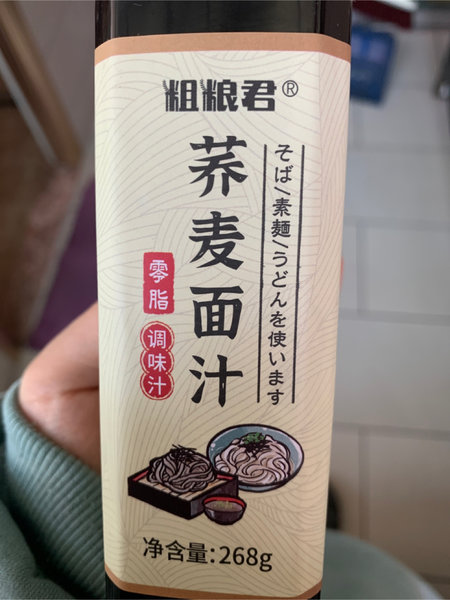 粗粮君®
荞麦面汁
そば/素麺/うどんを使います
零脂
调味汁
净含量:268g